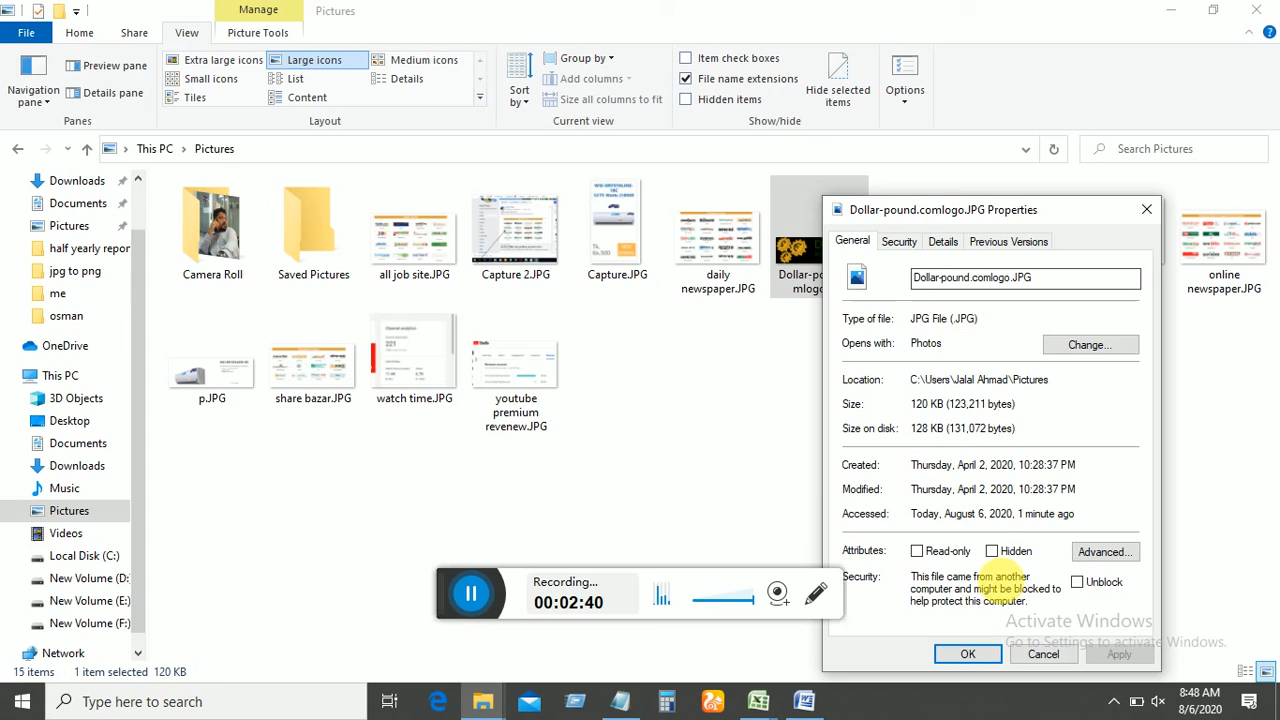 Manage
Pictures
File
Home
Share
View
Picture Tools
Navigation pane
Preview pane
Details pane
Panes
Extra large icons
Large icons
Medium icons
Small icons
List
Details
Tiles
Content
Layout
Sort by
Group by
Add columns
Size all columns to fit
Current view
Item check boxes
File name extensions
Hidden items
Hide selected items
Show/hide
Options
This PC
Pictures
Search Pictures
Downloads
Documents
Pictures
half yearly repor
jpg to png
me
osman
OneDrive
This PC
3D Objects
Desktop
Documents
Downloads
Music
Pictures
Videos
Local Disk (C:)
New Volume (D:
New Volume (E:)
New Volume (F:)
Network
Camera Roll
Saved Pictures
all job site.JPG
Capture 2.JPG
Capture.JPG
daily
newspaper.JPG
Dollar-po
mlog
online
newspaper.JPG
p.JPG
share bazar.JPG
watch time.JPG
youtube
premium
revenew.JPG
Dollar-pound mlogo.JPG Properties
General
Security
Details
Previous Versions
Dollar-pound.comlogo.JPG
Type of file: JPG File (.JPG)
Opens with: Photos
Change...
Location: C:\Users\Jalal Ahmad\Pictures
Size: 120 KB (123,211 bytes)
Size on disk: 128 KB (131,072 bytes)
Created: Thursday, April 2, 2020, 10:28:37 PM
Modified: Thursday, April 2, 2020, 10:28:37 PM
Accessed: Today, August 6, 2020, 1 minute ago
Attributes: Read-only Hidden Advanced...
Security: This file came from another
computer and might be blocked to
help protect this computer.
Unblock
OK
Cancel
Apply
Recording...
00:02:40
Activate Windows
Go to Settings to activate Windows.
15 items 1 item selected 120 KB
Type here to search
8:48 AM
8/6/2020